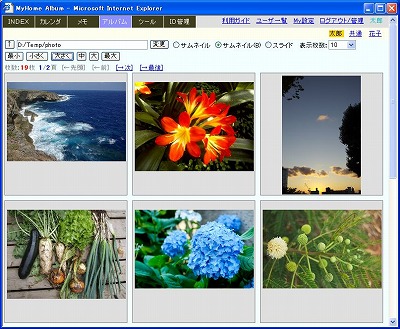 MyHome Album - Microsoft Internet Explorer
INDEX カレンダ メモ アルバム ツール ID管理 利用ガイド ユーザー一覧 My設定 ログアウト/管理 太郎
太郎 共通 花子
↑ D:/Temp/photo 変更 サムネイル サムネイル(S) スライド 表示枚数: 10
最小 小さく 大きく 中 大 最大
枚数:19枚 1/2頁 [←先頭] [←前] [→次] [→最後]